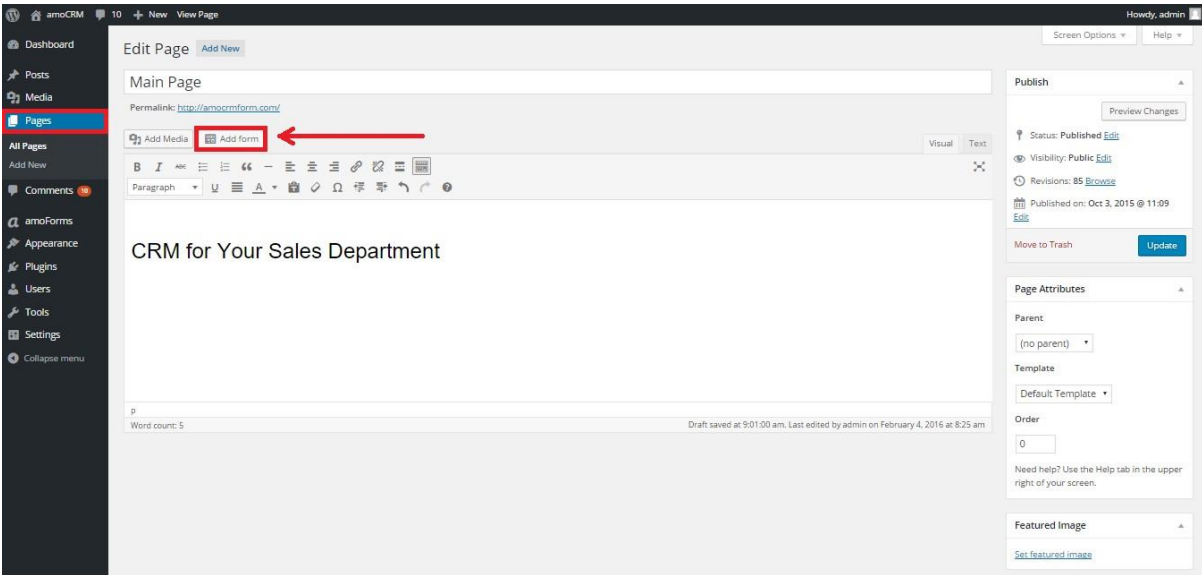 amoCRM 10 New View Page Howdy, admin
Screen Options Help
Dashboard
Posts
Media
Pages
All Pages
Add New
Comments 10
amoForms
Appearance
Plugins
Users
Tools
Settings
Collapse menu
Edit Page Add New
Main Page
Permalink: http://amocrmform.com/
Add Media Add form
Visual Text
B I ABC
Paragraph U A Ω
CRM for Your Sales Department
p
Word count: 5 Draft saved at 9:01:00 am. Last edited by admin on February 4, 2016 at 8:25 am
Publish
Preview Changes
Status: Published Edit
Visibility: Public Edit
Revisions: 85 Browse
Published on: Oct 3, 2015 @ 11:09
Edit
Move to Trash Update
Page Attributes
Parent
(no parent)
Template
Default Template
Order
0
Need help? Use the Help tab in the upper
right of your screen.
Featured Image
Set featured image